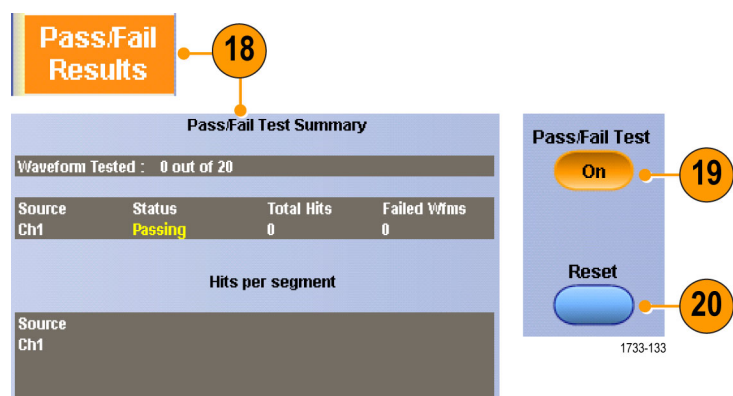 Pass/Fail
Results
18
Pass/Fail Test Summary
Waveform Tested : 0 out of 20
Source Status Total Hits Failed Wfms
Ch1 Passing 0 0
Hits per segment
Source
Ch1
Pass/Fail Test
On
19
Reset
20
1733-133